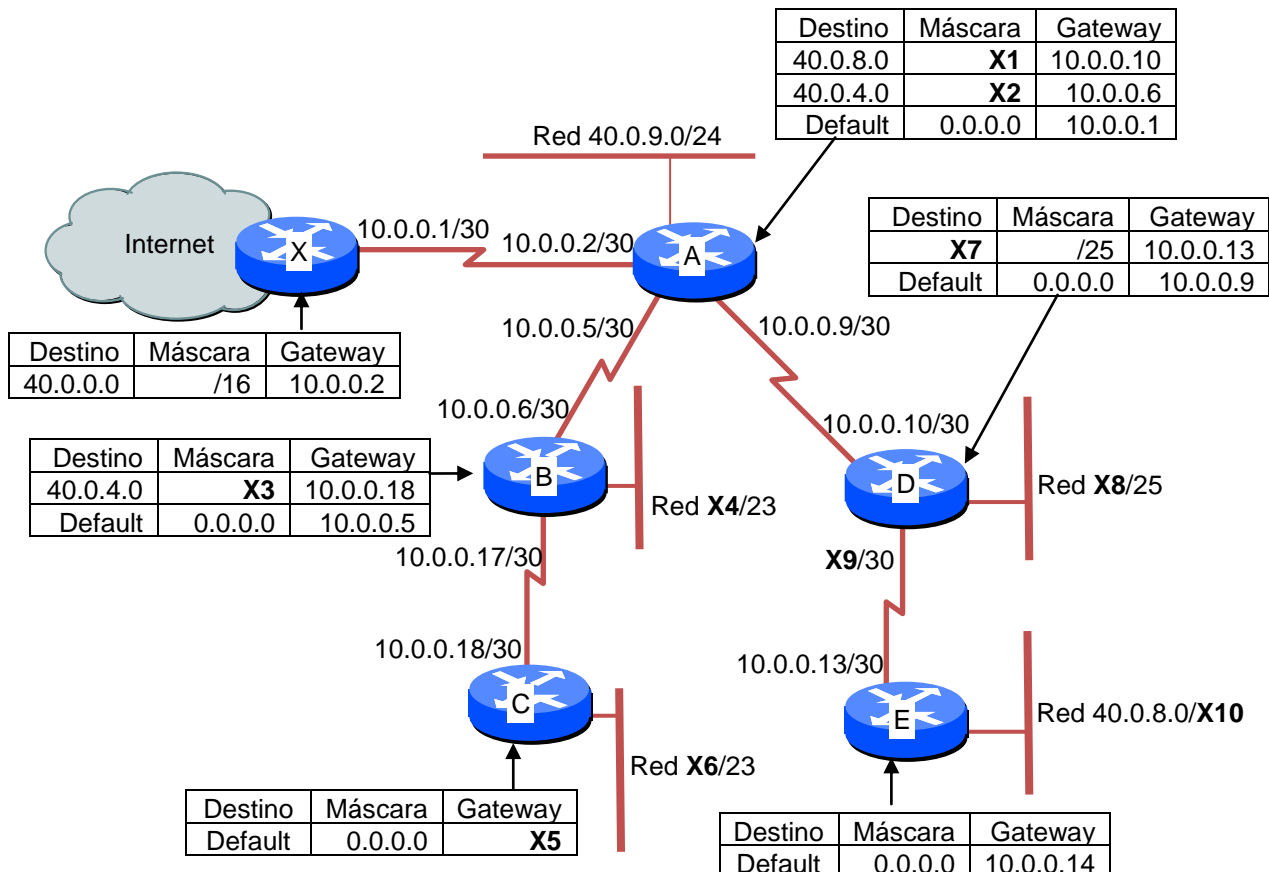 Destino Máscara Gateway
40.0.8.0 X1 10.0.0.10
40.0.4.0 X2 10.0.0.6
Default 0.0.0.0 10.0.0.1
Red 40.0.9.0/24
Destino Máscara Gateway
X7 /25 10.0.0.13
Default 0.0.0.0 10.0.0.9
Internet
X
10.0.0.1/30
10.0.0.2/30
A
10.0.0.5/30
10.0.0.9/30
Destino Máscara Gateway
40.0.0.0 /16 10.0.0.2
10.0.0.6/30
10.0.0.10/30
Destino Máscara Gateway
40.0.4.0 X3 10.0.0.18
Default 0.0.0.0 10.0.0.5
B
Red X4/23
D
Red X8/25
10.0.0.17/30
X9/30
10.0.0.18/30
10.0.0.13/30
C
Red X6/23
E
Red 40.0.8.0/X10
Destino Máscara Gateway
Default 0.0.0.0 X5
Destino Máscara Gateway
Default 0.0.0.0 10.0.0.14